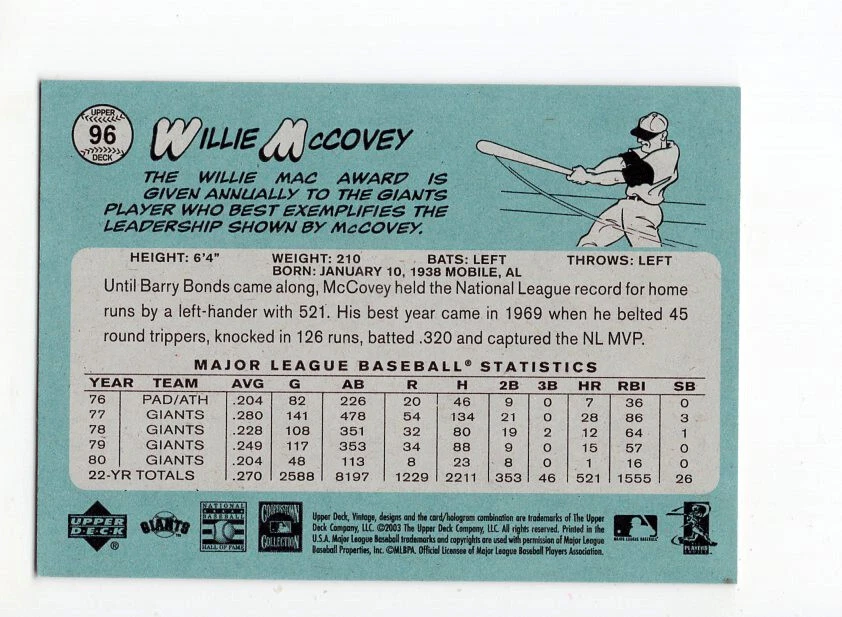 UPPER
96
DECK
WILLIE McCOVEY
THE WILLIE MAC AWARD IS
GIVEN ANNUALLY TO THE GIANTS
PLAYER WHO BEST EXEMPLIFIES THE
LEADERSHIP SHOWN BY McCOVEY.
HEIGHT: 6'4" WEIGHT: 210 BATS: LEFT THROWS: LEFT
BORN: JANUARY 10, 1938 MOBILE, AL
Until Barry Bonds came along, McCovey held the National League record for home
runs by a left-hander with 521. His best year came in 1969 when he belted 45
round trippers, knocked in 126 runs, batted .320 and captured the NL MVP.
MAJOR LEAGUE BASEBALL® STATISTICS
YEAR TEAM AVG G AB R H 2B 3B HR RBI SB
76 PAD/ATH .204 82 226 20 46 9 0 7 36 0
77 GIANTS .280 141 478 54 134 21 0 28 86 3
78 GIANTS .228 108 351 32 80 19 2 12 64 1
79 GIANTS .249 117 353 34 88 9 0 15 57 0
80 GIANTS .204 48 113 8 23 8 0 1 16 0
22-YR TOTALS .270 2588 8197 1229 2211 353 46 521 1555 26
UPPER
DECK
®
GIANTS
NATIONAL
BASEBALL
HALL OF FAME
COOPERSTOWN
COLLECTION
Upper Deck, Vintage, designs and the card/hologram combination are trademarks of The Upper
Deck Company, LLC. ©2003 The Upper Deck Company, LLC. All rights reserved. Printed in the
U.S.A. Major League Baseball trademarks and copyrights are used with permission of Major League
Baseball Properties, Inc. ©MLBPA. Official Licensee of Major League Baseball Players Association.
MAJOR LEAGUE BASEBALL
PLAYERS